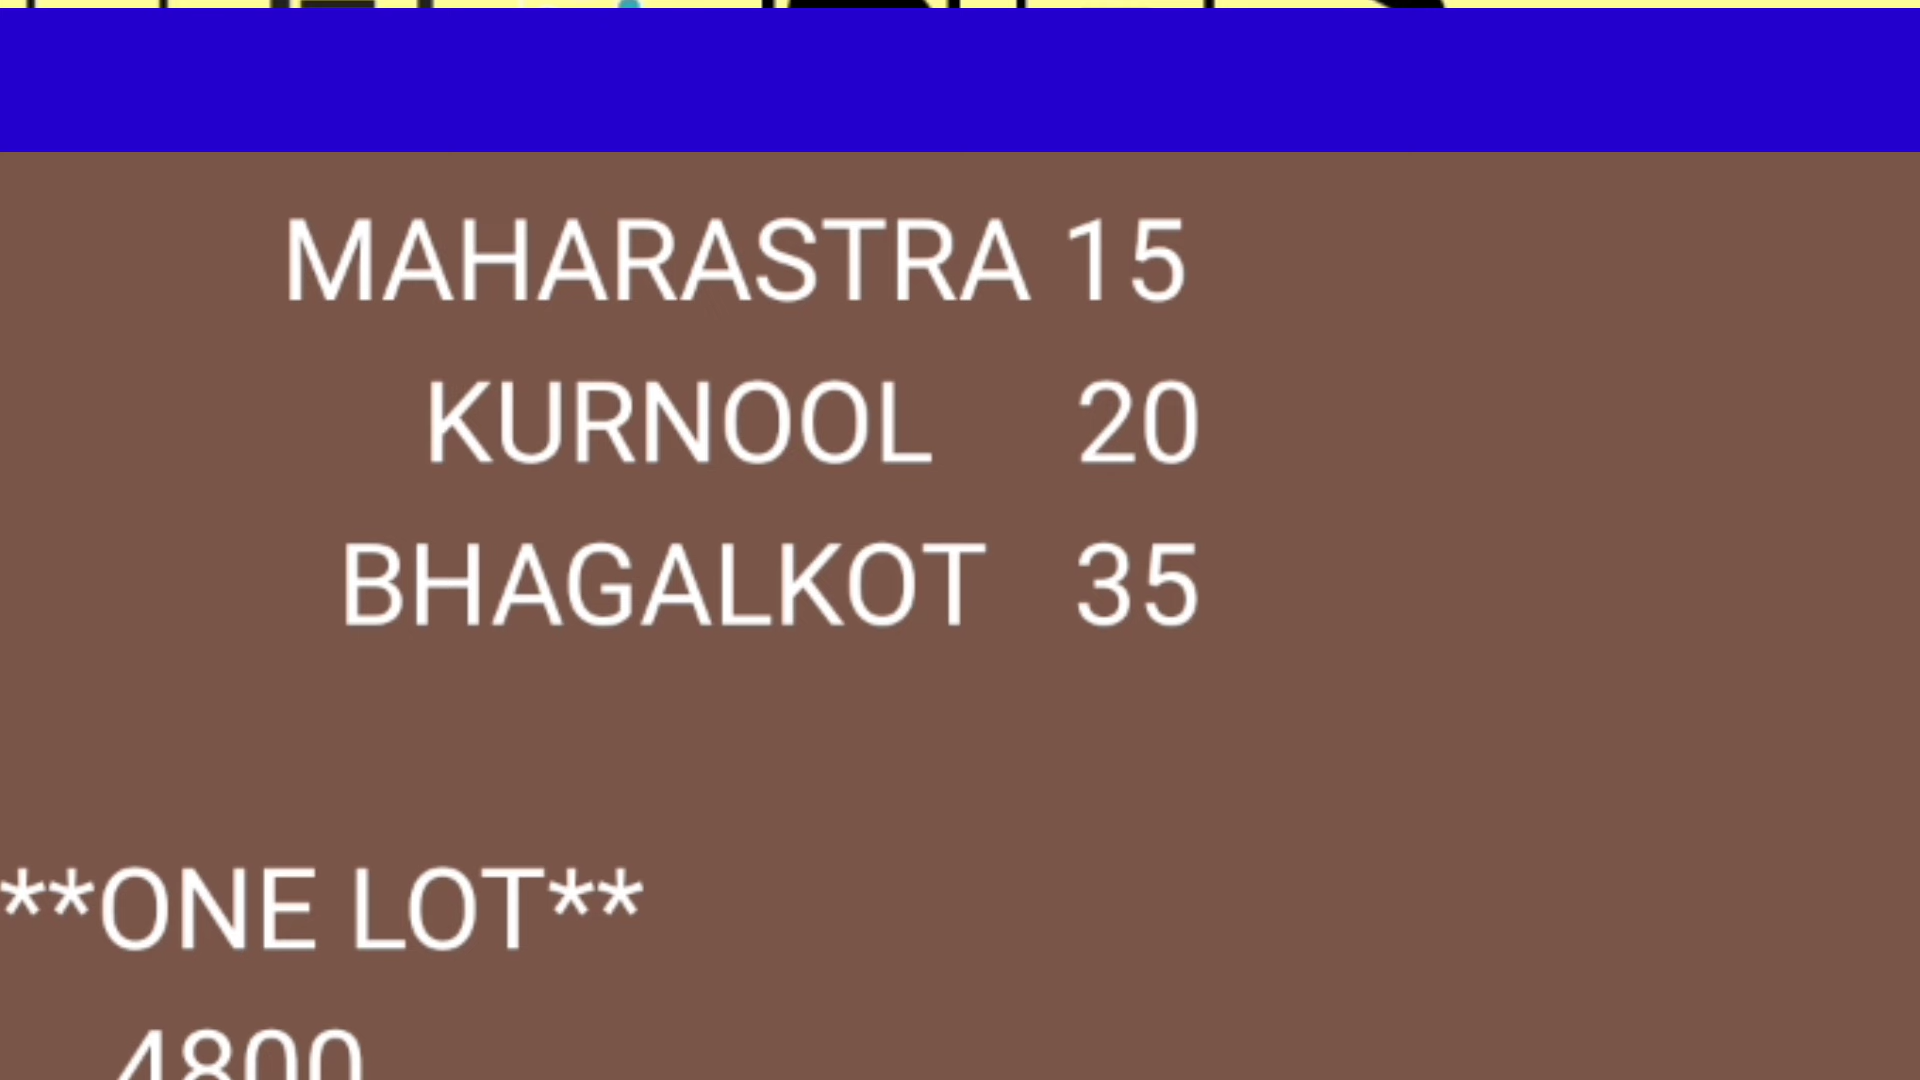 MAHARASTRA 15
KURNOOL 20
BHAGALKOT 35
**ONE LOT**
4800